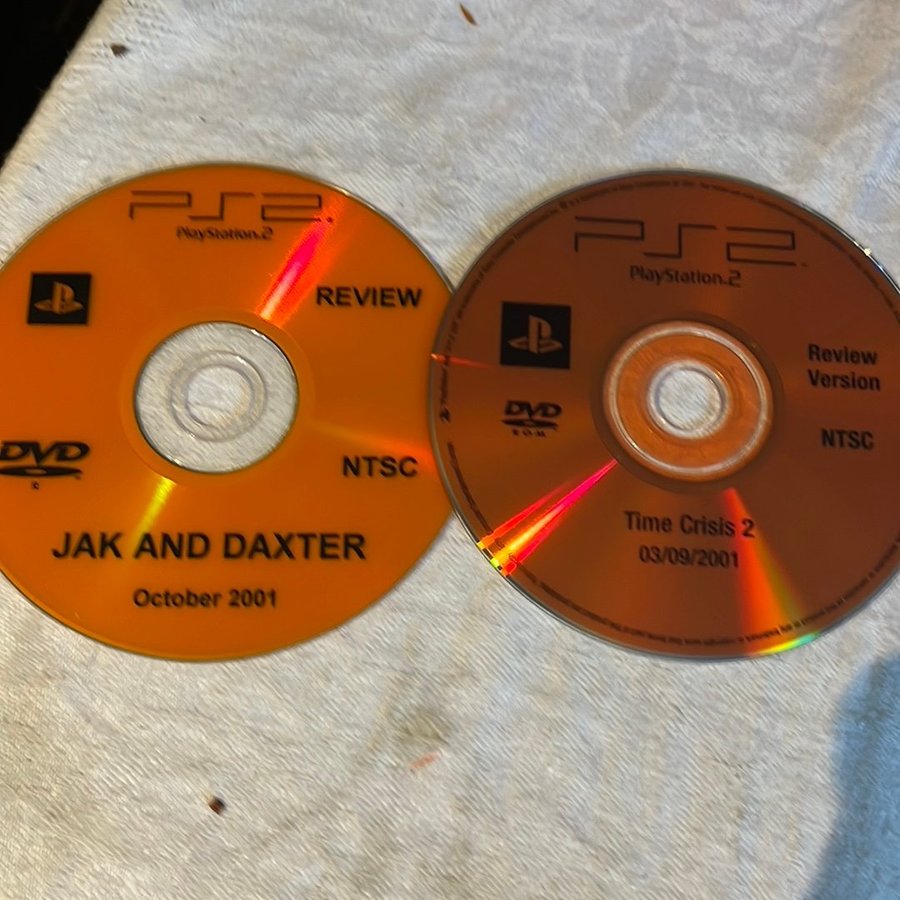 PS2
PlayStation.2
REVIEW
DVD
NTSC
JAK AND DAXTER
October 2001
PS2
PlayStation.2
Review
Version
DVD
ROM
NTSC
Time Crisis 2
03/09/2001